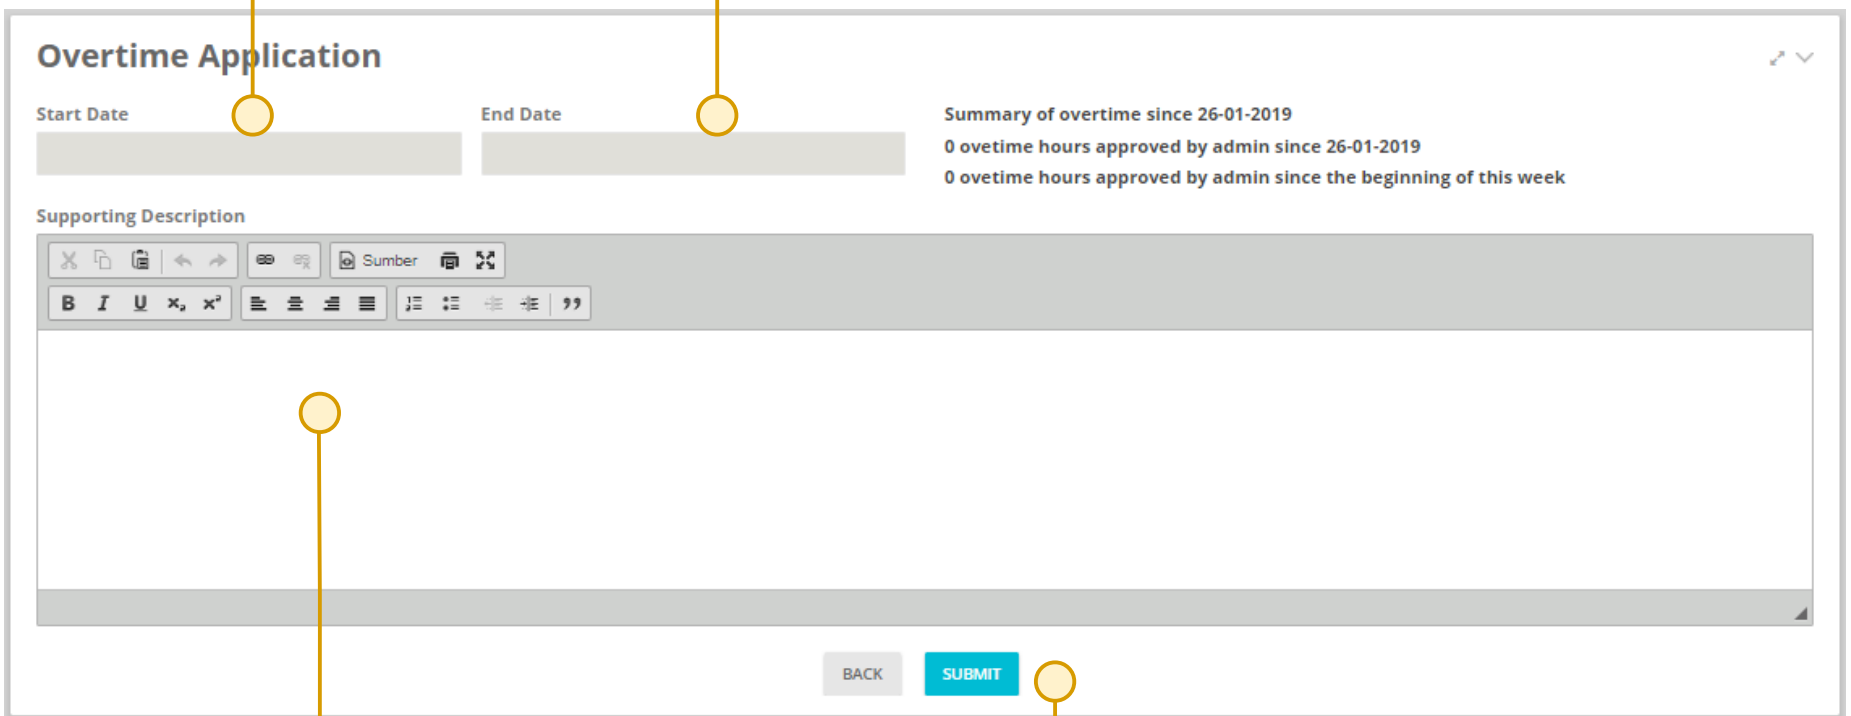 Overtime Application
Start Date
End Date
Summary of overtime since 26-01-2019
0 ovetime hours approved by admin since 26-01-2019
0 ovetime hours approved by admin since the beginning of this week
Supporting Description
Sumber
B I U x₂ x²
BACK
SUBMIT